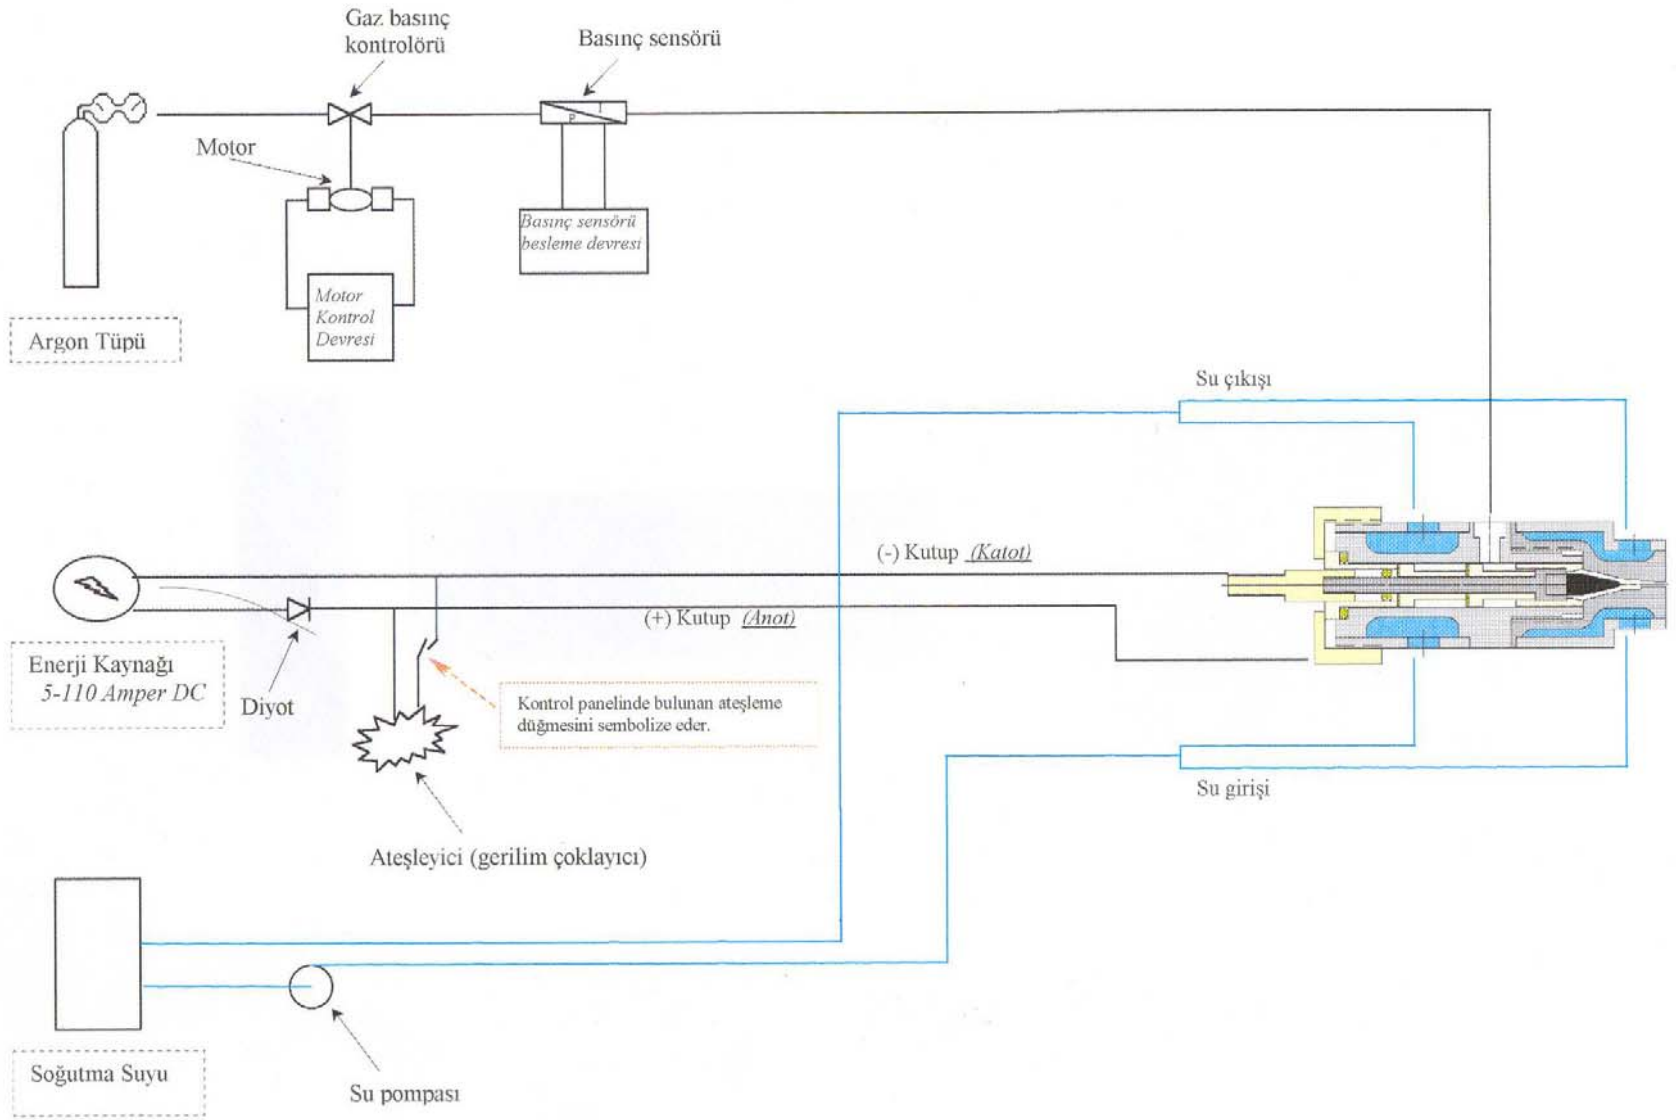 Gaz basınç
kontrolörü
Basınç sensörü
Motor
P
I
Basınç sensörü
besleme devresi
Motor
Kontrol
Devresi
Argon Tüpü
Su çıkışı
(-) Kutup (Katot)
(+) Kutup (Anot)
Enerji Kaynağı
5-110 Amper DC
Diyot
Kontrol panelinde bulunan ateşleme
düğmesini sembolize eder.
Su girişi
Ateşleyici (gerilim çoklayıcı)
Soğutma Suyu
Su pompası